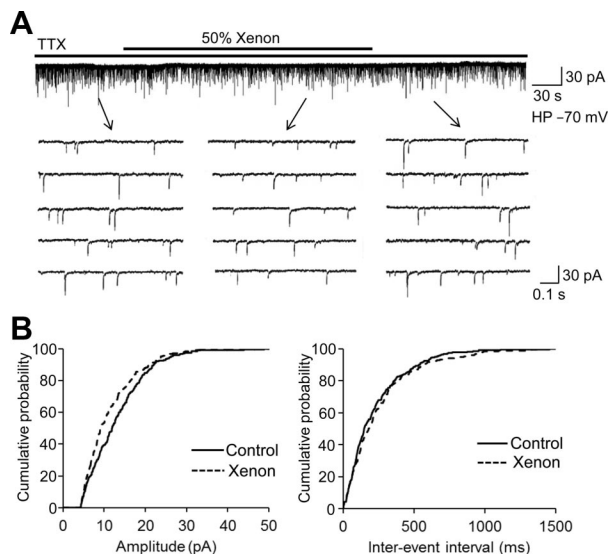 A
TTX
50% Xenon
30 pA
30 s
HP –70 mV
30 pA
0.1 s
B
Cumulative probability
100
80
60
40
20
0
0 10 20 30 40 50
Amplitude (pA)
Control
Xenon
Cumulative probability
100
80
60
40
20
0
0 500 1000 1500
Inter-event interval (ms)
Control
Xenon